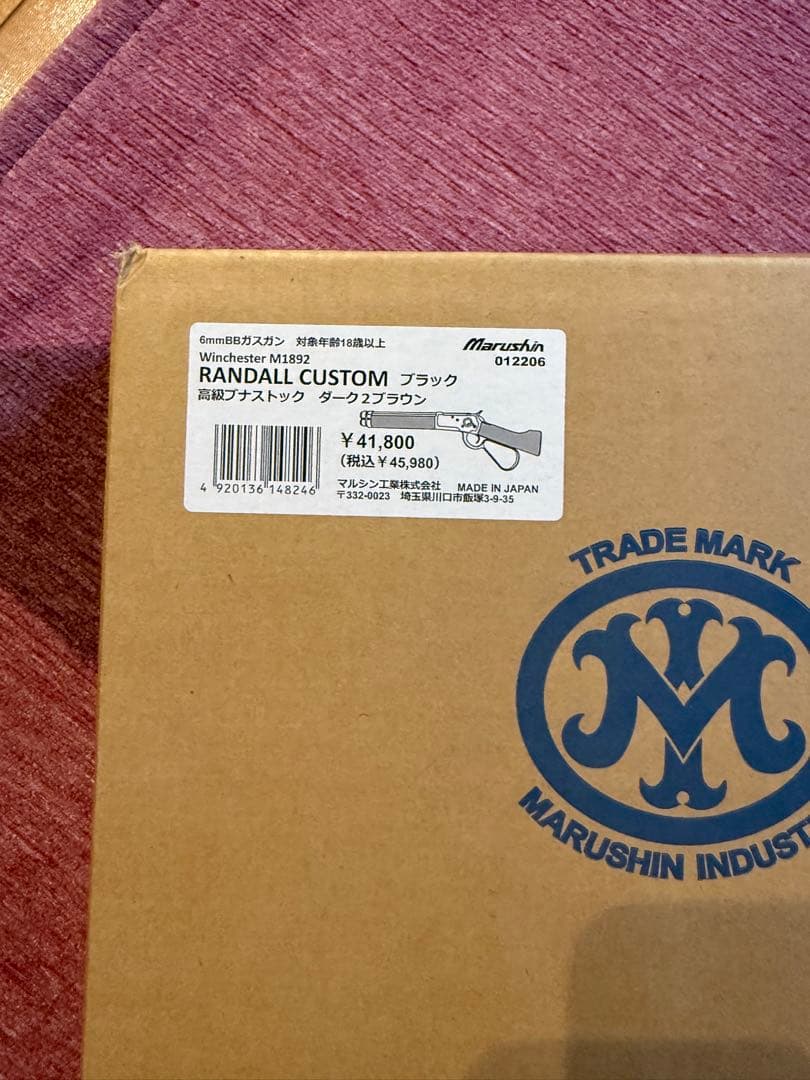 6mmBBガスガン 対象年齢18歳以上
Marushin
012206
Winchester M1892
RANDALL CUSTOM ブラック
高級ブナストック ダーク2ブラウン
￥41,800
(税込￥45,980)
4 920136 148246
マルシン工業株式会社 MADE IN JAPAN
〒332-0023 埼玉県川口市飯塚3-9-35
TRADE MARK
M
MARUSHIN INDUST